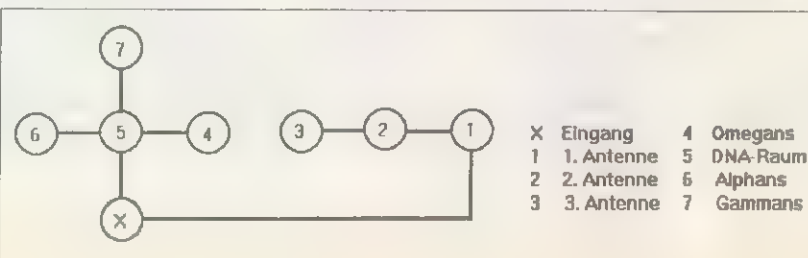 7
6 5 4 3 2 1
X
X Eingang 4 Omegans
1 1. Antenne 5 DNA-Raum
2 2. Antenne 6 Alphans
3 3. Antenne 7 Gammans